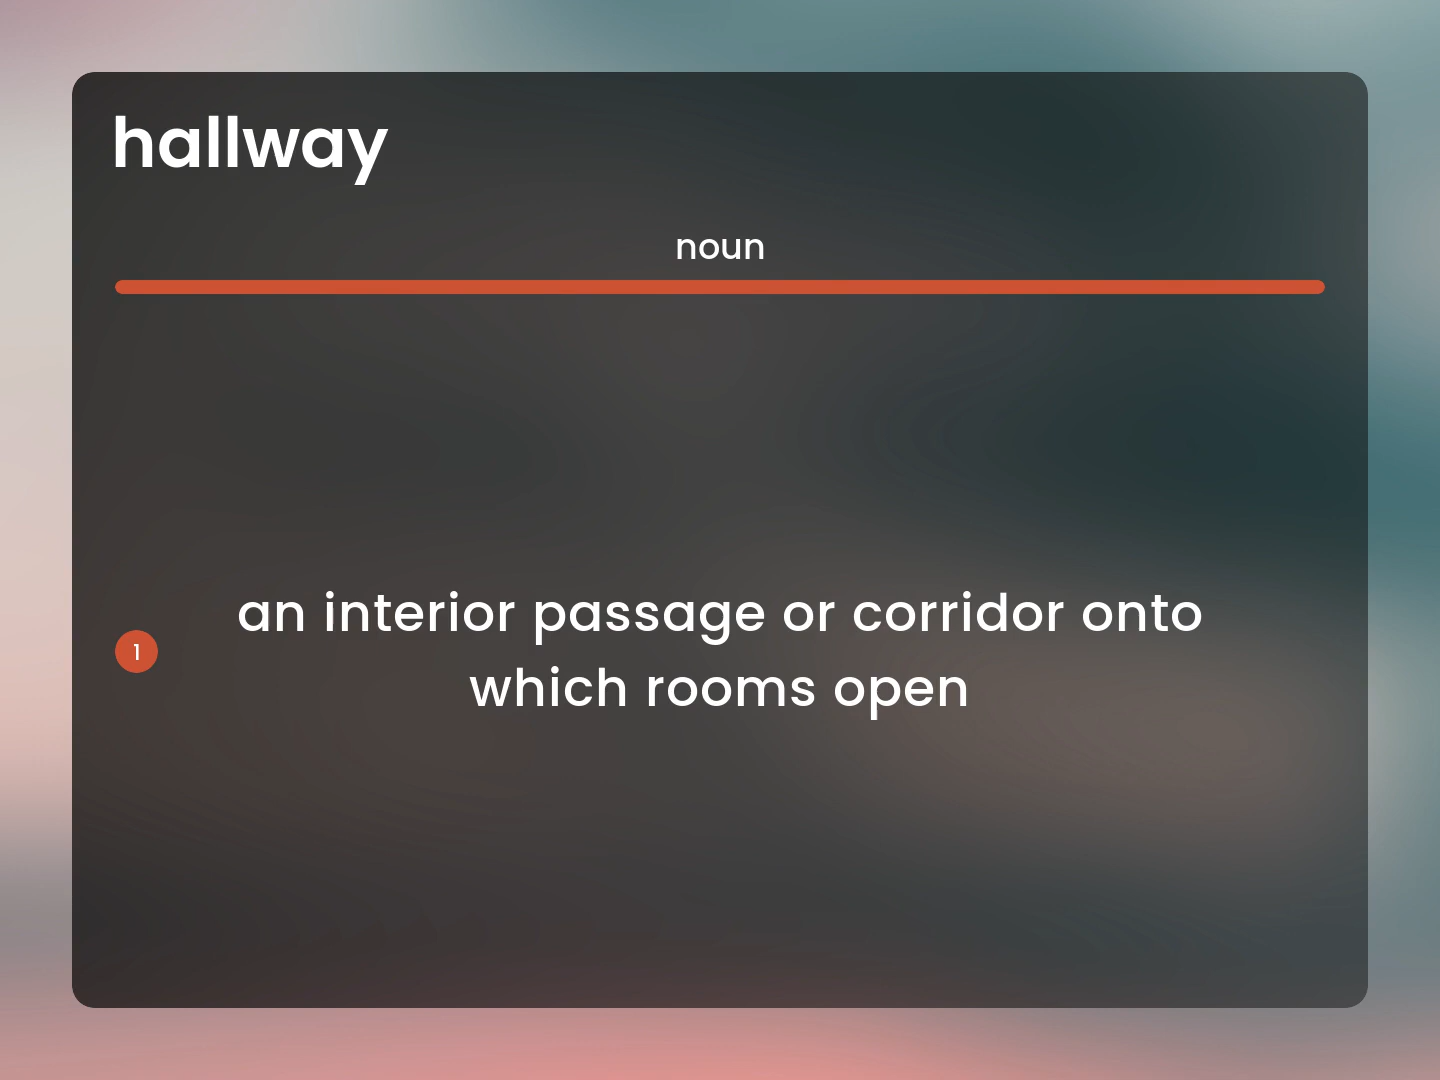 hallway
noun
1
an interior passage or corridor onto
which rooms open